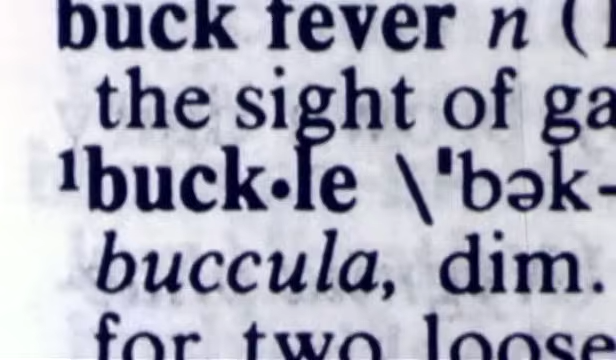 buck fever n (
the sight of ga
¹buck·le \ˈbək-
buccula, dim.
for two loose